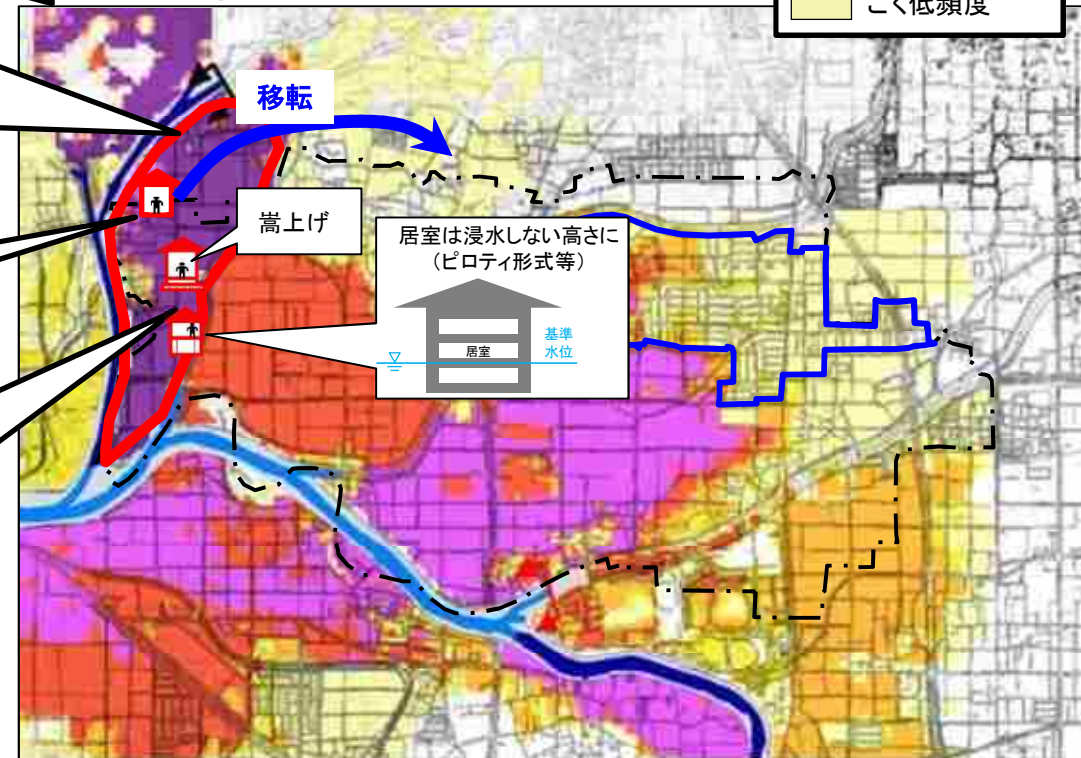 ごく低頻度
移転
嵩上げ
居室は浸水しない高さに
（ピロティ形式等）
居室
基準
水位